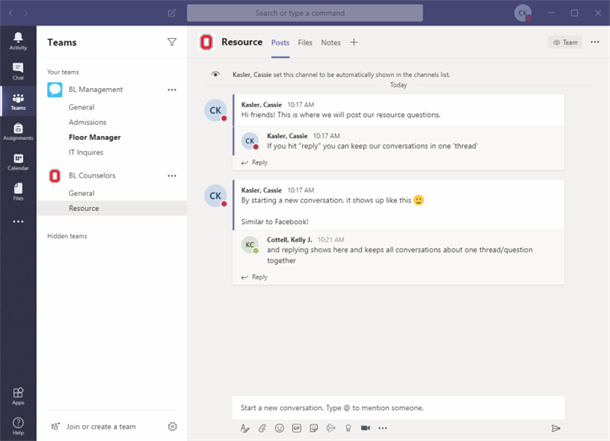 Search or type a command
CK
Activity
Chat
Teams
Assignments
Calendar
Files
Apps
Help
Teams
Your teams
BL Management
General
Admissions
Floor Manager
IT Inquires
BL Counselors
General
Resource
Hidden teams
Join or create a team
Resource Posts Files Notes
Team
Kasler, Cassie set this channel to be automatically shown in the channels list.
Today
CK
Kasler, Cassie 10:17 AM
Hi friends! This is where we will post our resource questions.
CK
Kasler, Cassie 10:17 AM
If you hit "reply" you can keep our conversations in one 'thread'
Reply
CK
Kasler, Cassie 10:17 AM
By starting a new conversation, it shows up like this 🙂
Similar to Facebook!
KC
Cottell, Kelly J. 10:21 AM
and replying shows here and keeps all conversations about one thread/question
together
Reply
Start a new conversation. Type @ to mention someone.
GIF